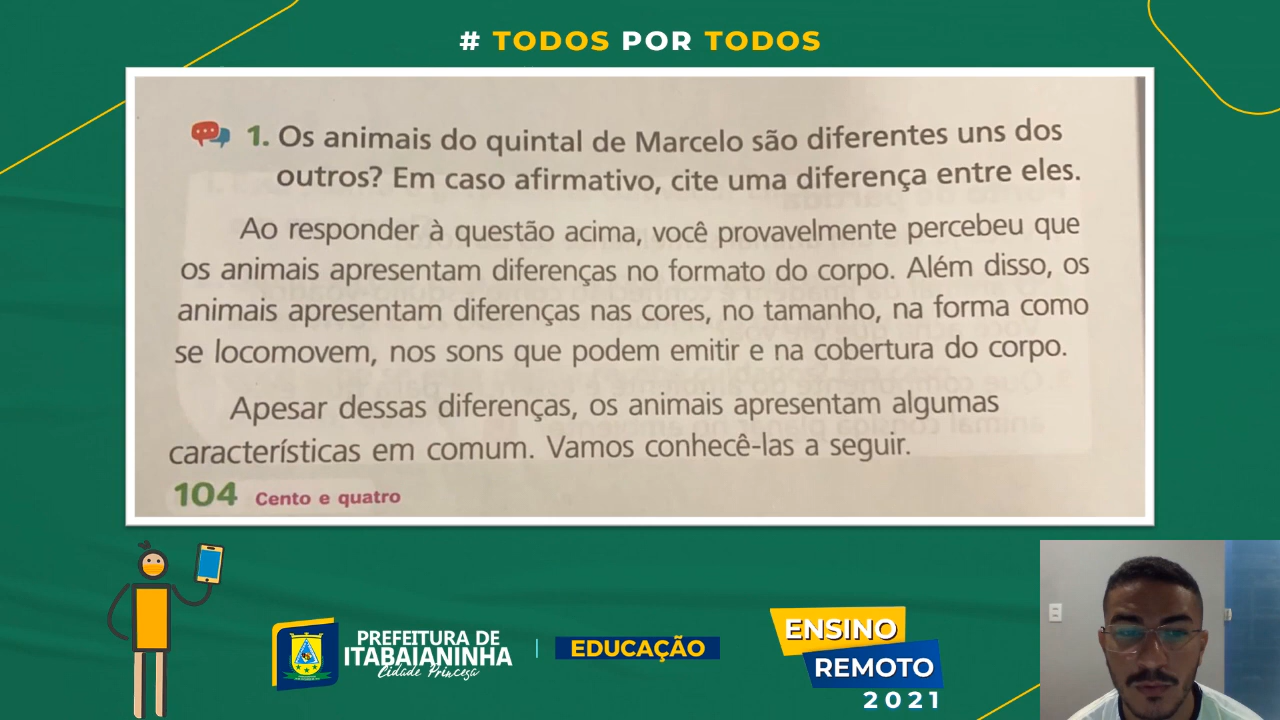 # TODOS POR TODOS
1. Os animais do quintal de Marcelo são diferentes uns dos
outros? Em caso afirmativo, cite uma diferença entre eles.
Ao responder à questão acima, você provavelmente percebeu que
os animais apresentam diferenças no formato do corpo. Além disso, os
animais apresentam diferenças nas cores, no tamanho, na forma como
se locomovem, nos sons que podem emitir e na cobertura do corpo.
Apesar dessas diferenças, os animais apresentam algumas
características em comum. Vamos conhecê-las a seguir.
104 Cento e quatro
PREFEITURA DE
ITABAIANINHA
Cidade Princesa
EDUCAÇÃO
ENSINO
REMOTO
2021